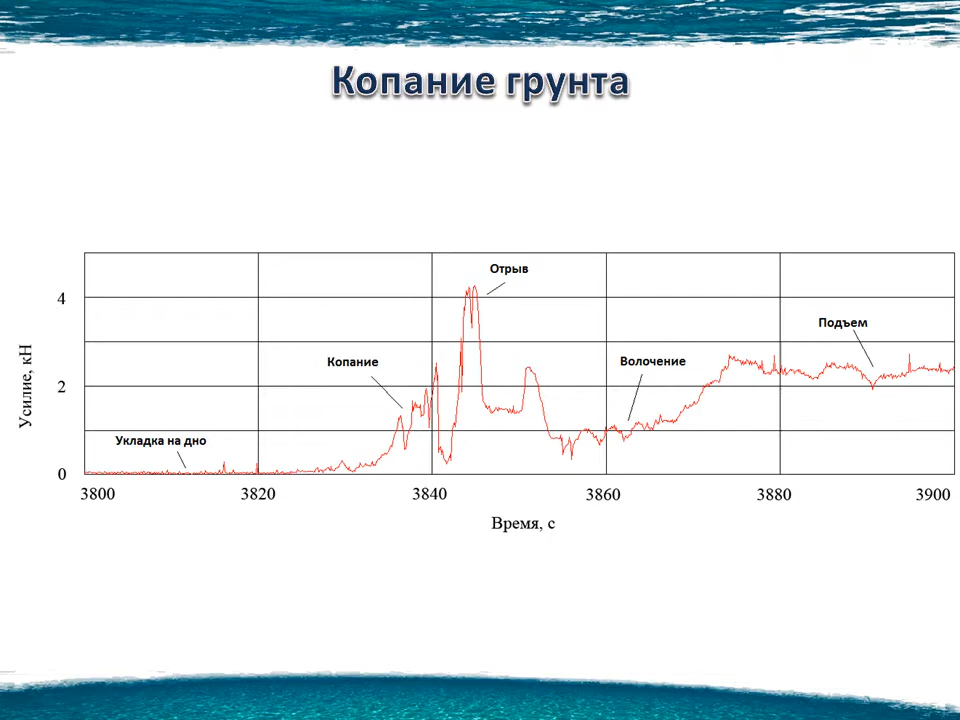 Копание грунта
Отрыв
4
Подъем
Копание
Волочение
Усилие, кН
2
Укладка на дно
0
3800 3820 3840 3860 3880 3900
Время, с